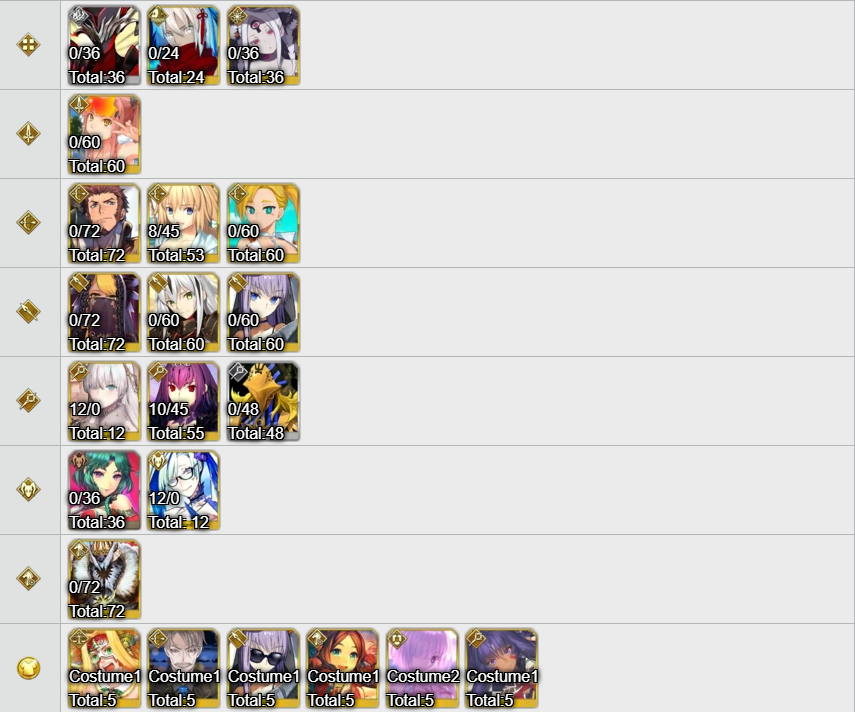 0/36 0/24 0/36
Total:36 Total:24 Total:36
0/60
Total:60
0/72 8/45 0/60
Total:72 Total:53 Total:60
0/72 0/60 0/60
Total:72 Total:60 Total:60
12/0 10/45 0/48
Total:12 Total:55 Total:48
0/36 12/0
Total:36 Total: 12
0/72
Total:72
Costume1 Costume1 Costume1 Costume1 Costume2 Costume1
Total:5 Total:5 Total:5 Total:5 Total:5 Total:5